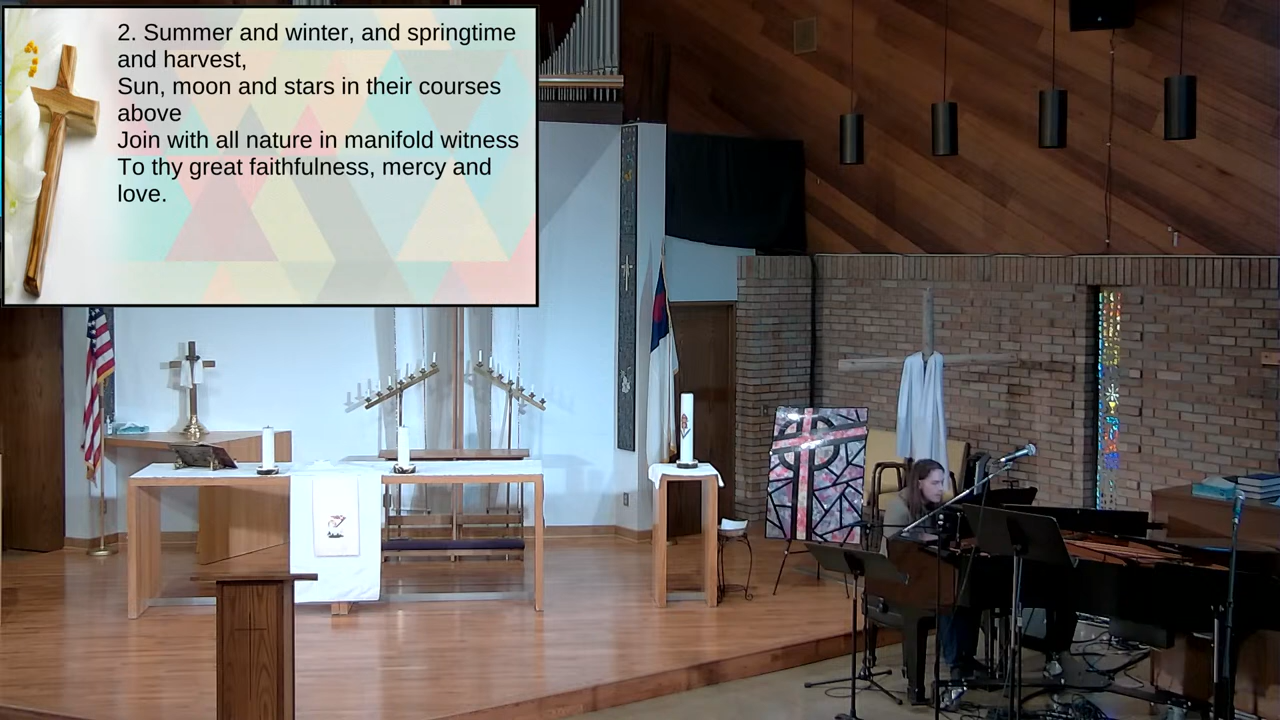 2. Summer and winter, and springtime
and harvest,
Sun, moon and stars in their courses
above
Join with all nature in manifold witness
To thy great faithfulness, mercy and
love.